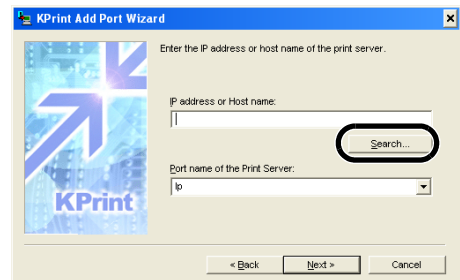 KPrint Add Port Wizard
Enter the IP address or host name of the print server.
IP address or Host name:
Search...
Port name of the Print Server:
lp
KPrint
< Back
Next >
Cancel